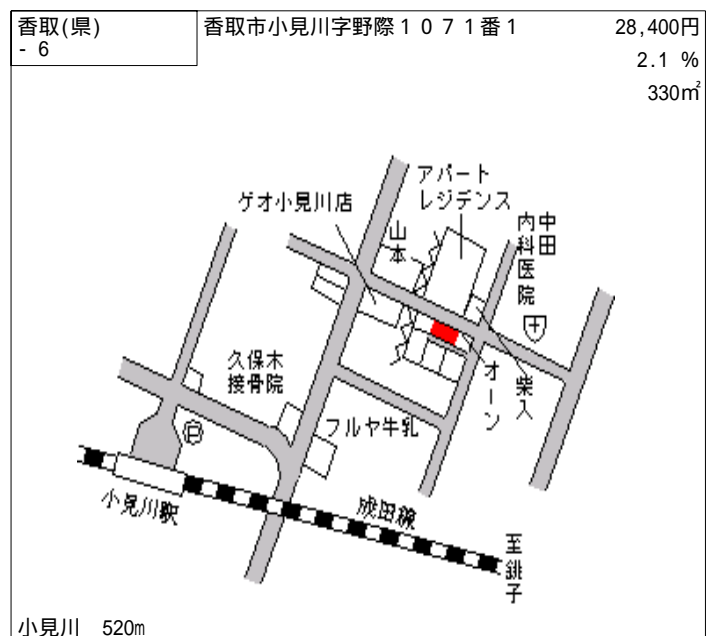 香取(県)
- 6
香取市小見川字野際１０７１番１
28,400円
2.1 %
330㎡
アパート
レジデンス
ゲオ小見川店
山本
中田
内科医院
久保木
接骨院
フルヤ牛乳
オーン
柴入
小見川駅
成田線
至銚子
小見川 520m